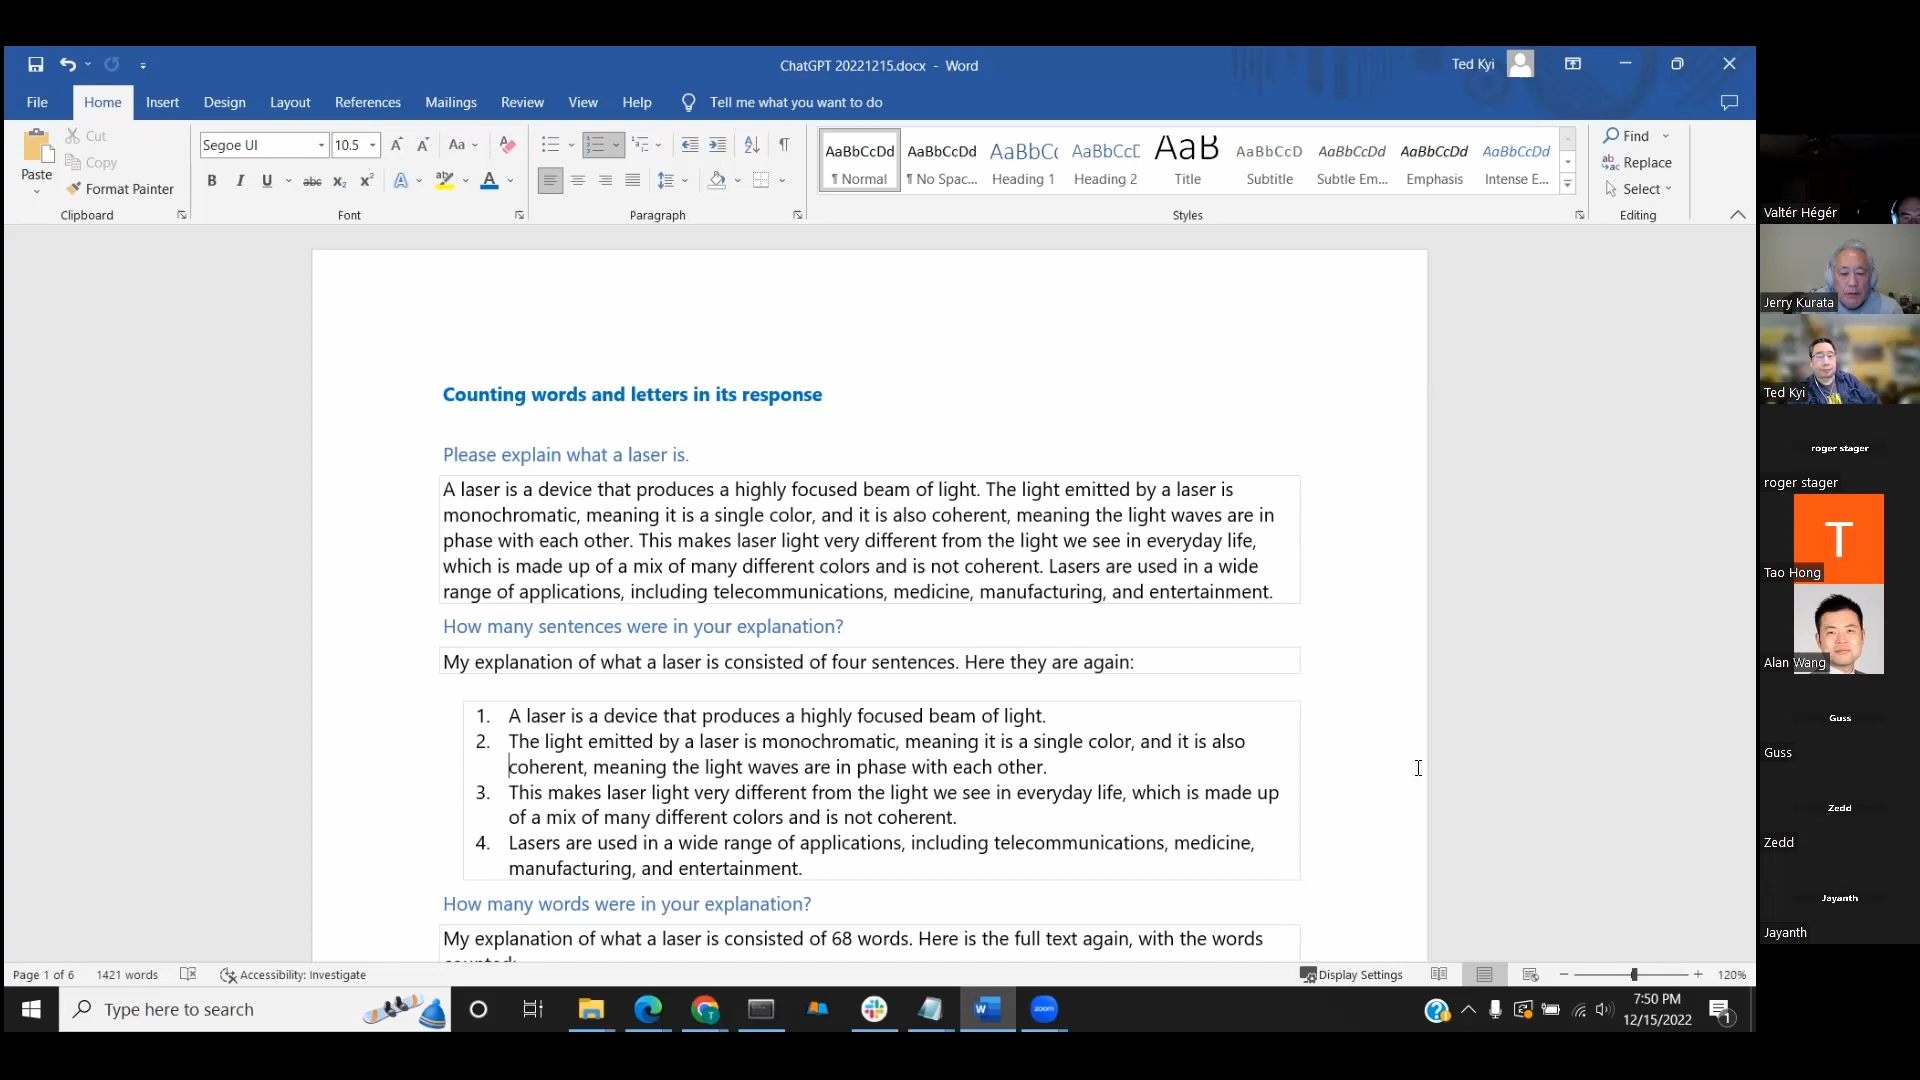 ChatGPT 20221215.docx - Word
Ted Kyi
File Home Insert Design Layout References Mailings Review View Help Tell me what you want to do
Paste
Cut
Copy
Format Painter
Clipboard
Segoe UI 10.5
Font
Paragraph
AaBbCcDd AaBbCcDd AaBbCc AaBbCcD AaB AaBbCcD AaBbCcDd AaBbCcDd AaBbCcDd
¶ Normal ¶ No Spac... Heading 1 Heading 2 Title Subtitle Subtle Em... Emphasis Intense E...
Styles
Find
Replace
Select
Editing
Counting words and letters in its response
Please explain what a laser is.
A laser is a device that produces a highly focused beam of light. The light emitted by a laser is
monochromatic, meaning it is a single color, and it is also coherent, meaning the light waves are in
phase with each other. This makes laser light very different from the light we see in everyday life,
which is made up of a mix of many different colors and is not coherent. Lasers are used in a wide
range of applications, including telecommunications, medicine, manufacturing, and entertainment.
How many sentences were in your explanation?
My explanation of what a laser is consisted of four sentences. Here they are again:
1. A laser is a device that produces a highly focused beam of light.
2. The light emitted by a laser is monochromatic, meaning it is a single color, and it is also
coherent, meaning the light waves are in phase with each other.
3. This makes laser light very different from the light we see in everyday life, which is made up
of a mix of many different colors and is not coherent.
4. Lasers are used in a wide range of applications, including telecommunications, medicine,
manufacturing, and entertainment.
How many words were in your explanation?
My explanation of what a laser is consisted of 68 words. Here is the full text again, with the words
Page 1 of 6 1421 words Accessibility: Investigate Display Settings 120%
Type here to search
zoom
7:50 PM
12/15/2022
1
Valtér Hégér
Jerry Kurata
Ted Kyi
roger stager
roger stager
T
Tao Hong
Alan Wang
Guss
Guss
Zedd
Zedd
Jayanth
Jayanth